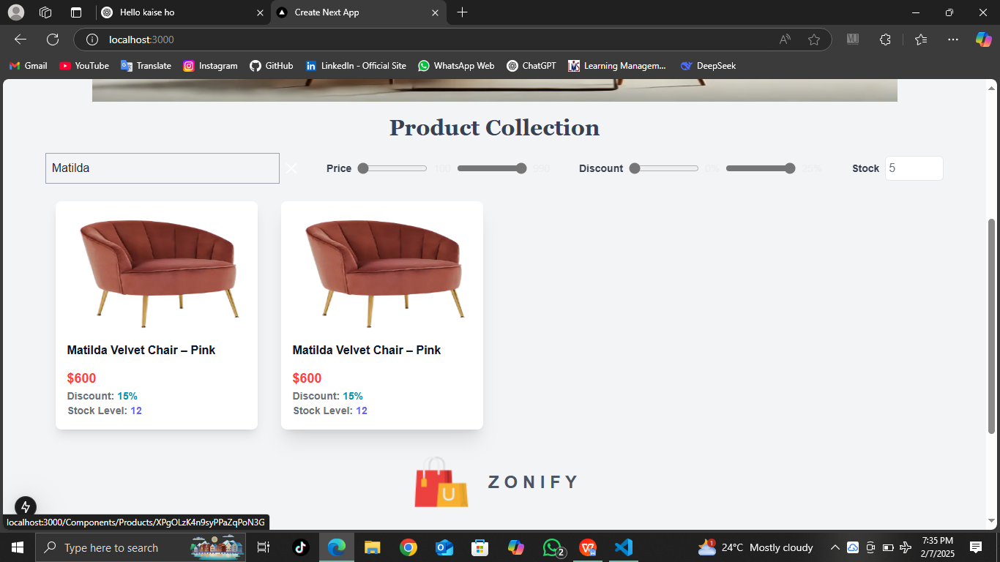 Hello kaise ho
Create Next App
localhost:3000
Gmail
YouTube
Translate
Instagram
GitHub
LinkedIn - Official Site
WhatsApp Web
ChatGPT
Learning Managem...
DeepSeek
Product Collection
Matilda
Price
100
990
Discount
0%
25%
Stock
5
Matilda Velvet Chair – Pink
$600
Discount: 15%
Stock Level: 12
Matilda Velvet Chair – Pink
$600
Discount: 15%
Stock Level: 12
U
ZONIFY
localhost:3000/Components/Products/XPgOLzK4n9syPPaZqPoN3G
Type here to search
2
1
24°C Mostly cloudy
7:35 PM
2/7/2025